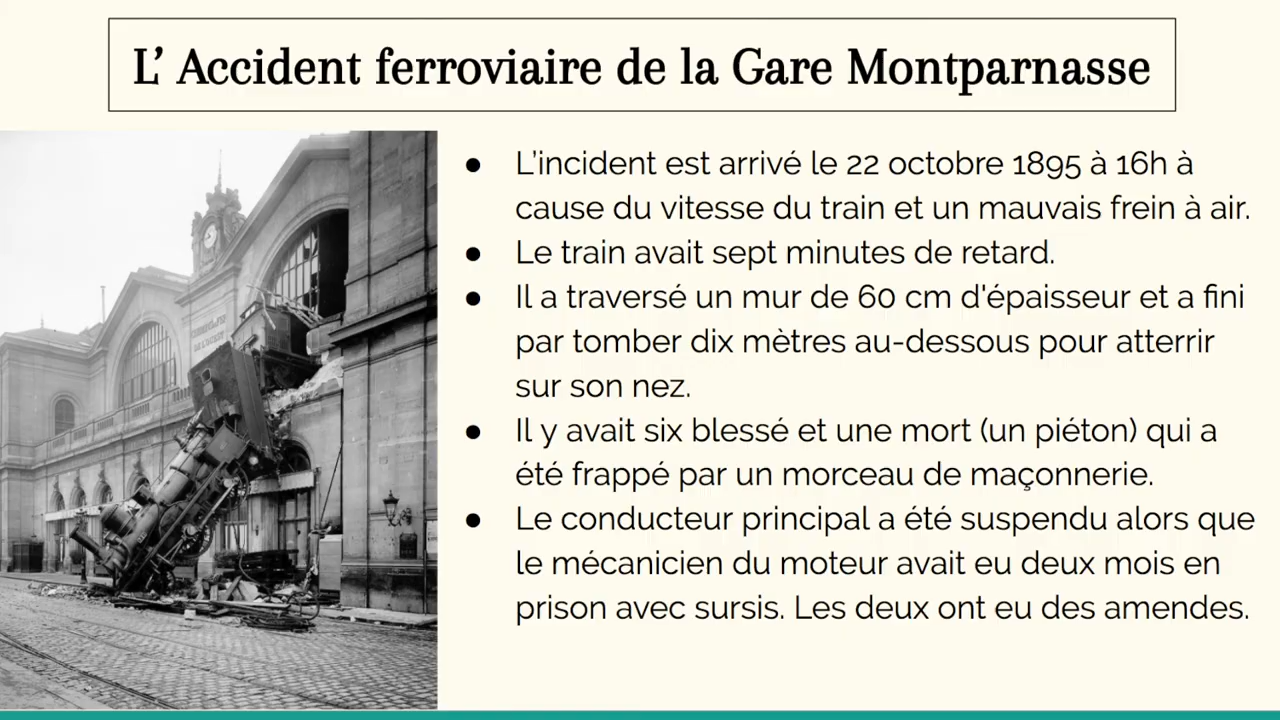 L’ Accident ferroviaire de la Gare Montparnasse
● L’incident est arrivé le 22 octobre 1895 à 16h à
cause du vitesse du train et un mauvais frein à air.
● Le train avait sept minutes de retard.
● Il a traversé un mur de 60 cm d'épaisseur et a fini
par tomber dix mètres au-dessous pour atterrir
sur son nez.
● Il y avait six blessé et une mort (un piéton) qui a
été frappé par un morceau de maçonnerie.
● Le conducteur principal a été suspendu alors que
le mécanicien du moteur avait eu deux mois en
prison avec sursis. Les deux ont eu des amendes.